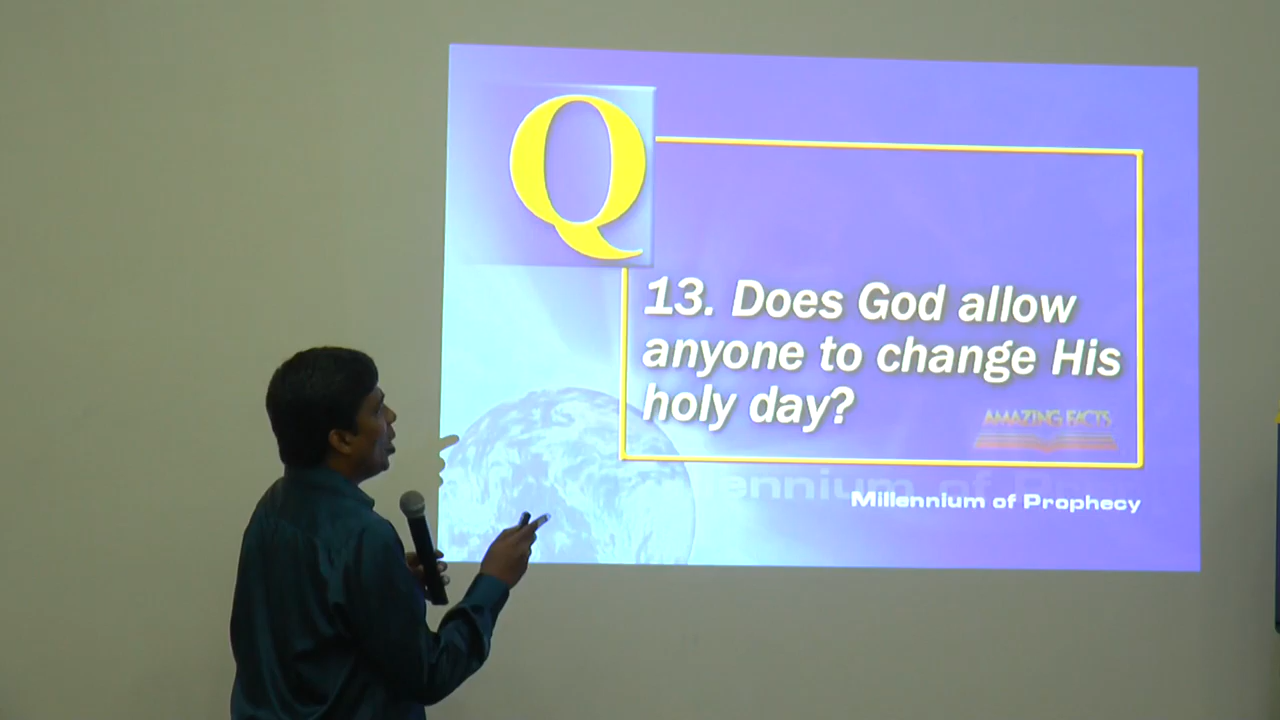 Q
13. Does God allow
anyone to change His
holy day?
AMAZING FACTS
Millennium of Prophecy